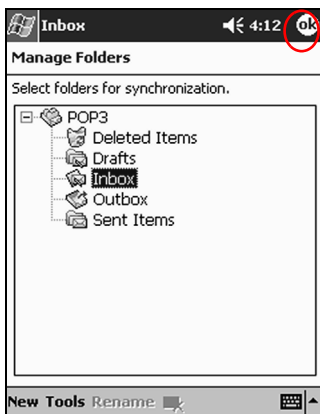 Inbox 4:12 ok
Manage Folders
Select folders for synchronization.
POP3
Deleted Items
Drafts
Inbox
Outbox
Sent Items
New Tools Rename